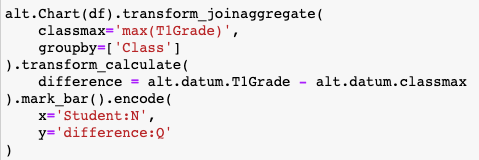 alt.Chart(df).transform_joinaggregate(
    classmax='max(T1Grade)',
    groupby=['Class']
).transform_calculate(
    difference = alt.datum.T1Grade - alt.datum.classmax
).mark_bar().encode(
    x='Student:N',
    y='difference:Q'
)